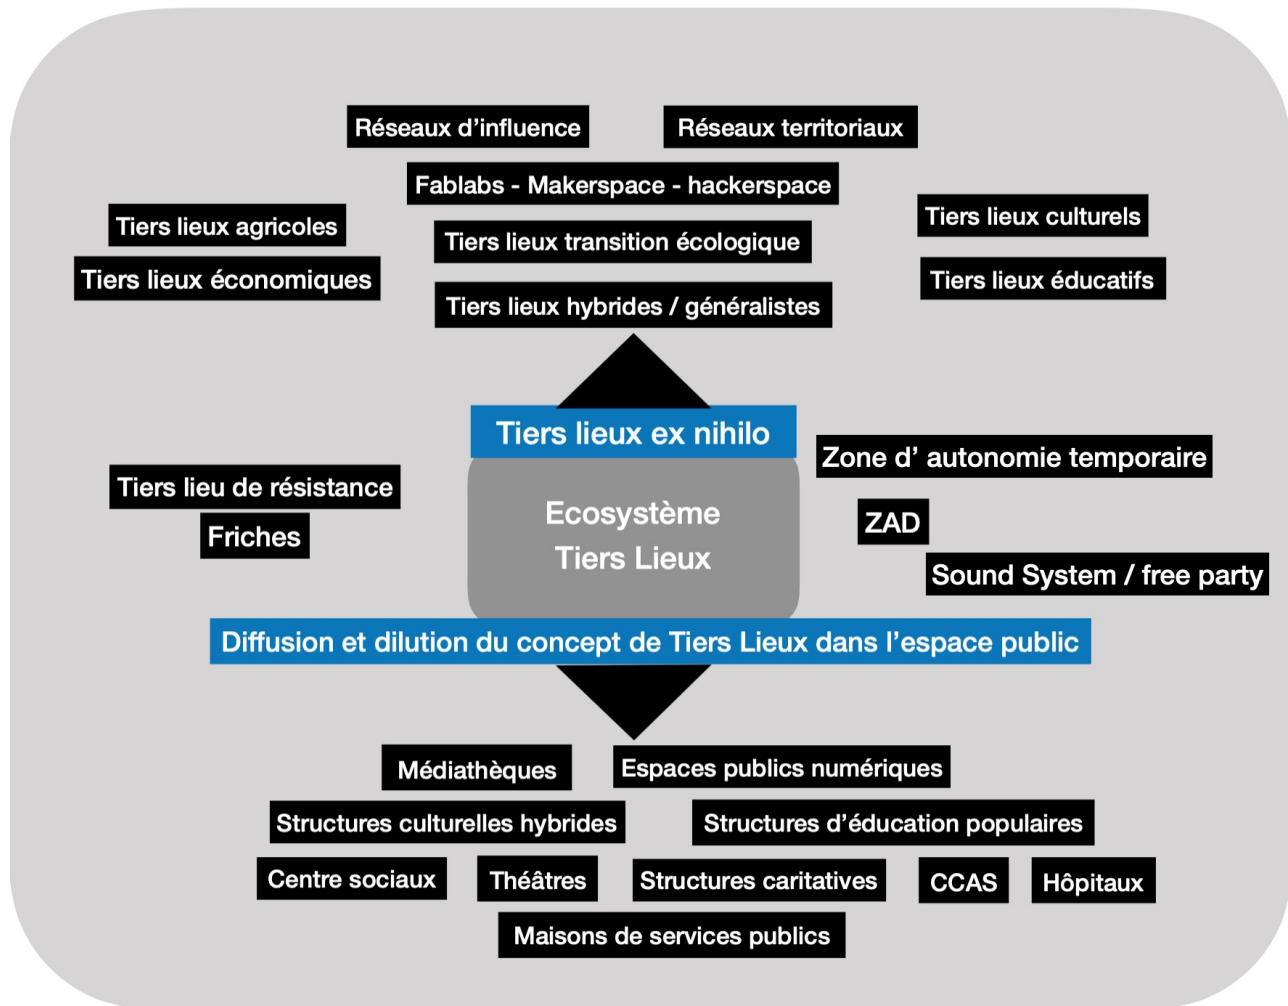 Réseaux d'influence
Réseaux territoriaux
Fablabs - Makerspace - hackerspace
Tiers lieux agricoles
Tiers lieux transition écologique
Tiers lieux culturels
Tiers lieux économiques
Tiers lieux hybrides / généralistes
Tiers lieux éducatifs
Tiers lieux ex nihilo
Zone d' autonomie temporaire
Tiers lieu de résistance
Friches
Ecosystème
Tiers Lieux
ZAD
Sound System / free party
Diffusion et dilution du concept de Tiers Lieux dans l'espace public
Médiathèques
Espaces publics numériques
Structures culturelles hybrides
Structures d'éducation populaires
Centre sociaux
Théâtres
Structures caritatives
CCAS
Hôpitaux
Maisons de services publics